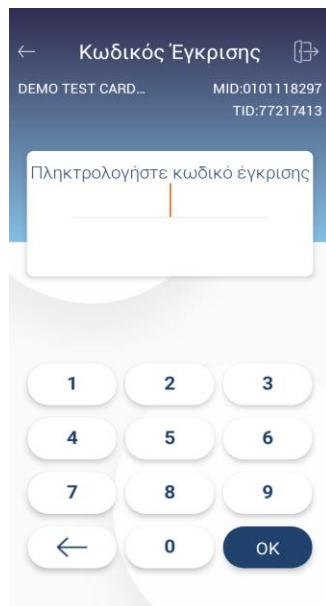 Κωδικός Έγκρισης
DEMO TEST CARD... MID:0101118297
TID:77217413
Πληκτρολογήστε κωδικό έγκρισης
1 2 3
4 5 6
7 8 9
0 OK